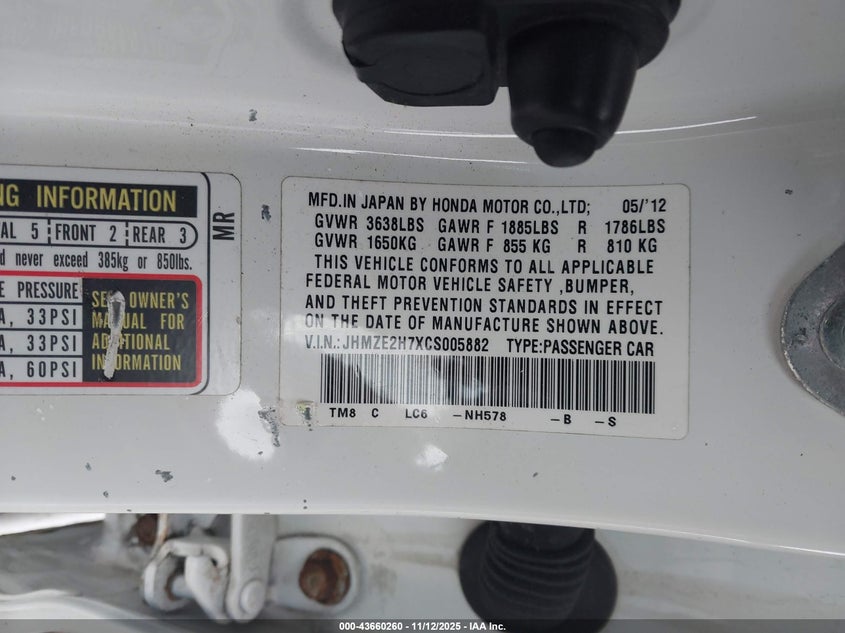 NG INFORMATION
AL 5 FRONT 2 REAR 3
d never exceed 385kg or 850lbs.
E PRESSURE
A, 33PSI
A, 33PSI
A, 60PSI
SEE OWNER'S
MANUAL FOR
ADDITIONAL
INFORMATION
MR
MFD.IN JAPAN BY HONDA MOTOR CO.,LTD; 05/'12
GVWR 3638LBS GAWR F 1885LBS R 1786LBS
GVWR 1650KG GAWR F 855 KG R 810 KG
THIS VEHICLE CONFORMS TO ALL APPLICABLE
FEDERAL MOTOR VEHICLE SAFETY ,BUMPER,
AND THEFT PREVENTION STANDARDS IN EFFECT
ON THE DATE OF MANUFACTURE SHOWN ABOVE.
V.I.N.: JHMZE2H7XCS005882 TYPE:PASSENGER CAR
TM8 C LC6 -NH578 -B -S
000-43660260 - 11/12/2025 - IAA Inc.